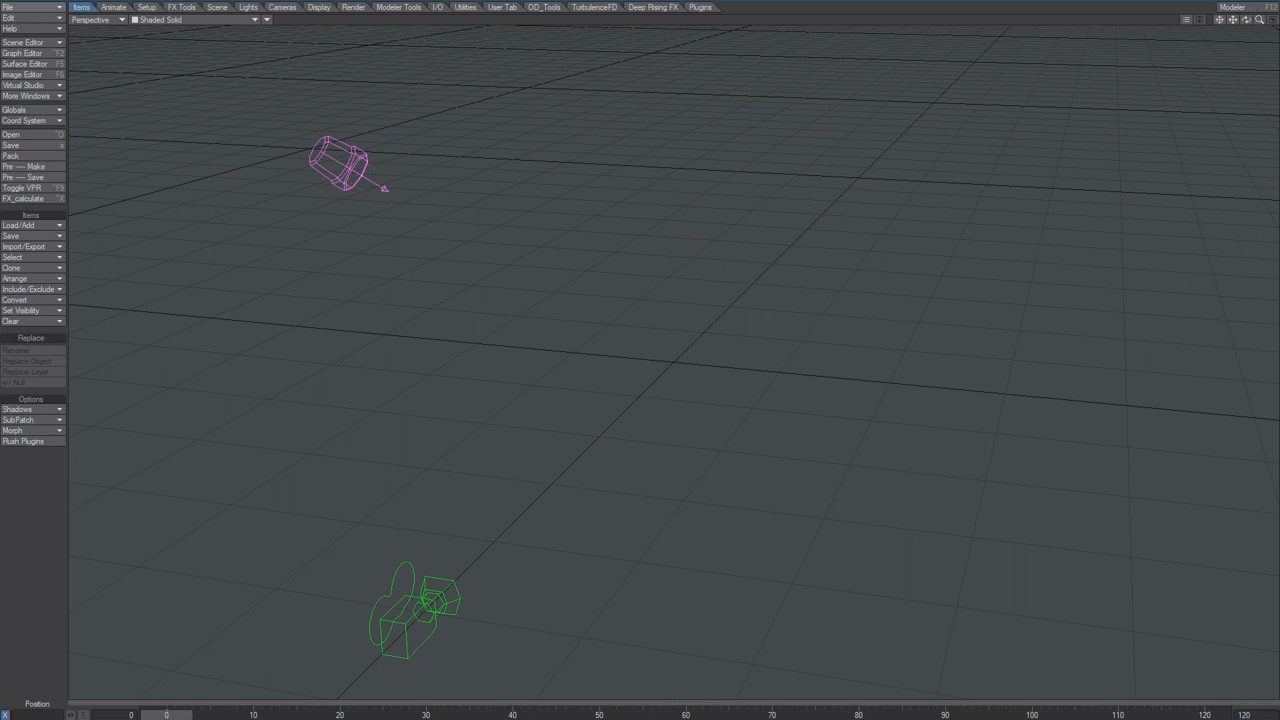 File
Items Animate Setup FX Tools Scene Lights Cameras Display Render Modeler Tools I/O Utilities User Tab OD_Tools TurbulenceFD Deep Rising FX Plugins Modeler F12
Edit
Perspective Shaded Solid
Help
Scene Editor
Graph Editor ^F2
Surface Editor F5
Image Editor F6
Virtual Studio
More Windows
Globals
Coord System
Open ^O
Save s
Pack
Pre ---- Make
Pre ---- Save
Toggle VPR ^F9
FX_calculate ^X
Items
Load/Add
Save
Import/Export
Select
Clone
Arrange
Include/Exclude
Convert
Set Visibility
Clear
Replace
Rename
Replace Object
Replace Layer
w/ Null
Options
Shadows
SubPatch
Morph
Flush Plugins
Position
X E 0 0 10 20 30 40 50 60 70 80 90 100 110 120 120